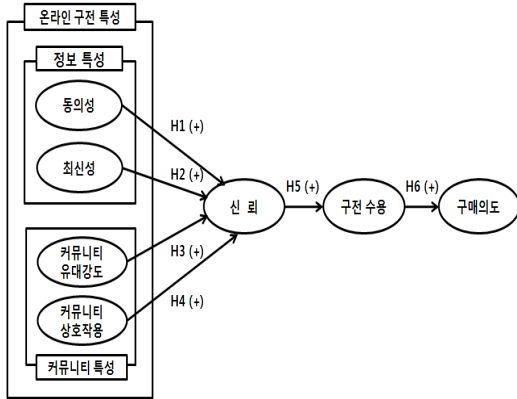 온라인 구전 특성
정보 특성
동의성
최신성
H1 (+)
H2 (+)
신 뢰
H5 (+)
구전 수용
H6 (+)
구매의도
커뮤니티
유대강도
H3 (+)
커뮤니티
상호작용
H4 (+)
커뮤니티 특성